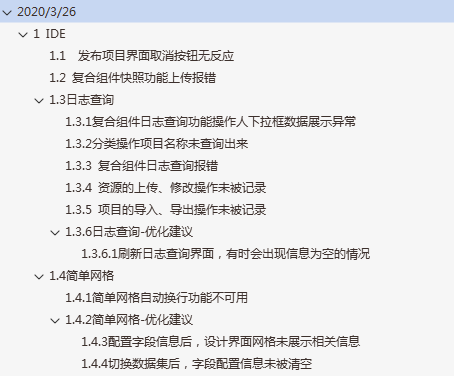 2020/3/26
1 IDE
1.1 发布项目界面取消按钮无反应
1.2 复合组件快照功能上传报错
1.3日志查询
1.3.1复合组件日志查询功能操作人下拉框数据展示异常
1.3.2分类操作项目名称未查询出来
1.3.3 复合组件日志查询报错
1.3.4 资源的上传、修改操作未被记录
1.3.5 项目的导入、导出操作未被记录
1.3.6日志查询-优化建议
1.3.6.1刷新日志查询界面，有时会出现信息为空的情况
1.4简单网格
1.4.1简单网格自动换行功能不可用
1.4.2简单网格-优化建议
1.4.3配置字段信息后，设计界面网格未展示相关信息
1.4.4切换数据集后，字段配置信息未被清空